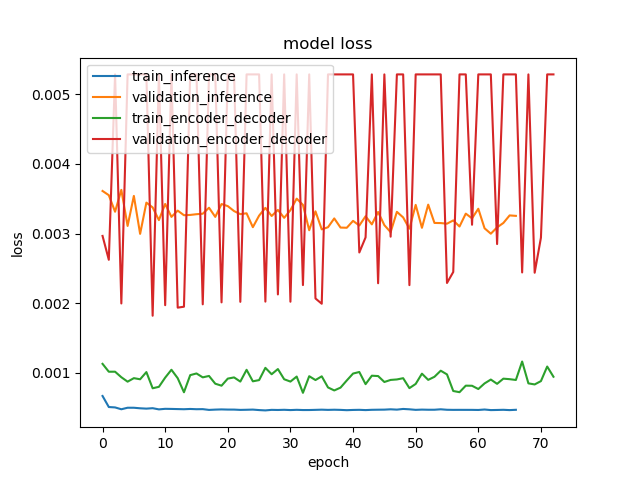 model loss
train_inference
validation_inference
train_encoder_decoder
validation_encoder_decoder
0.005
0.004
0.003
0.002
0.001
loss
0 10 20 30 40 50 60 70
epoch